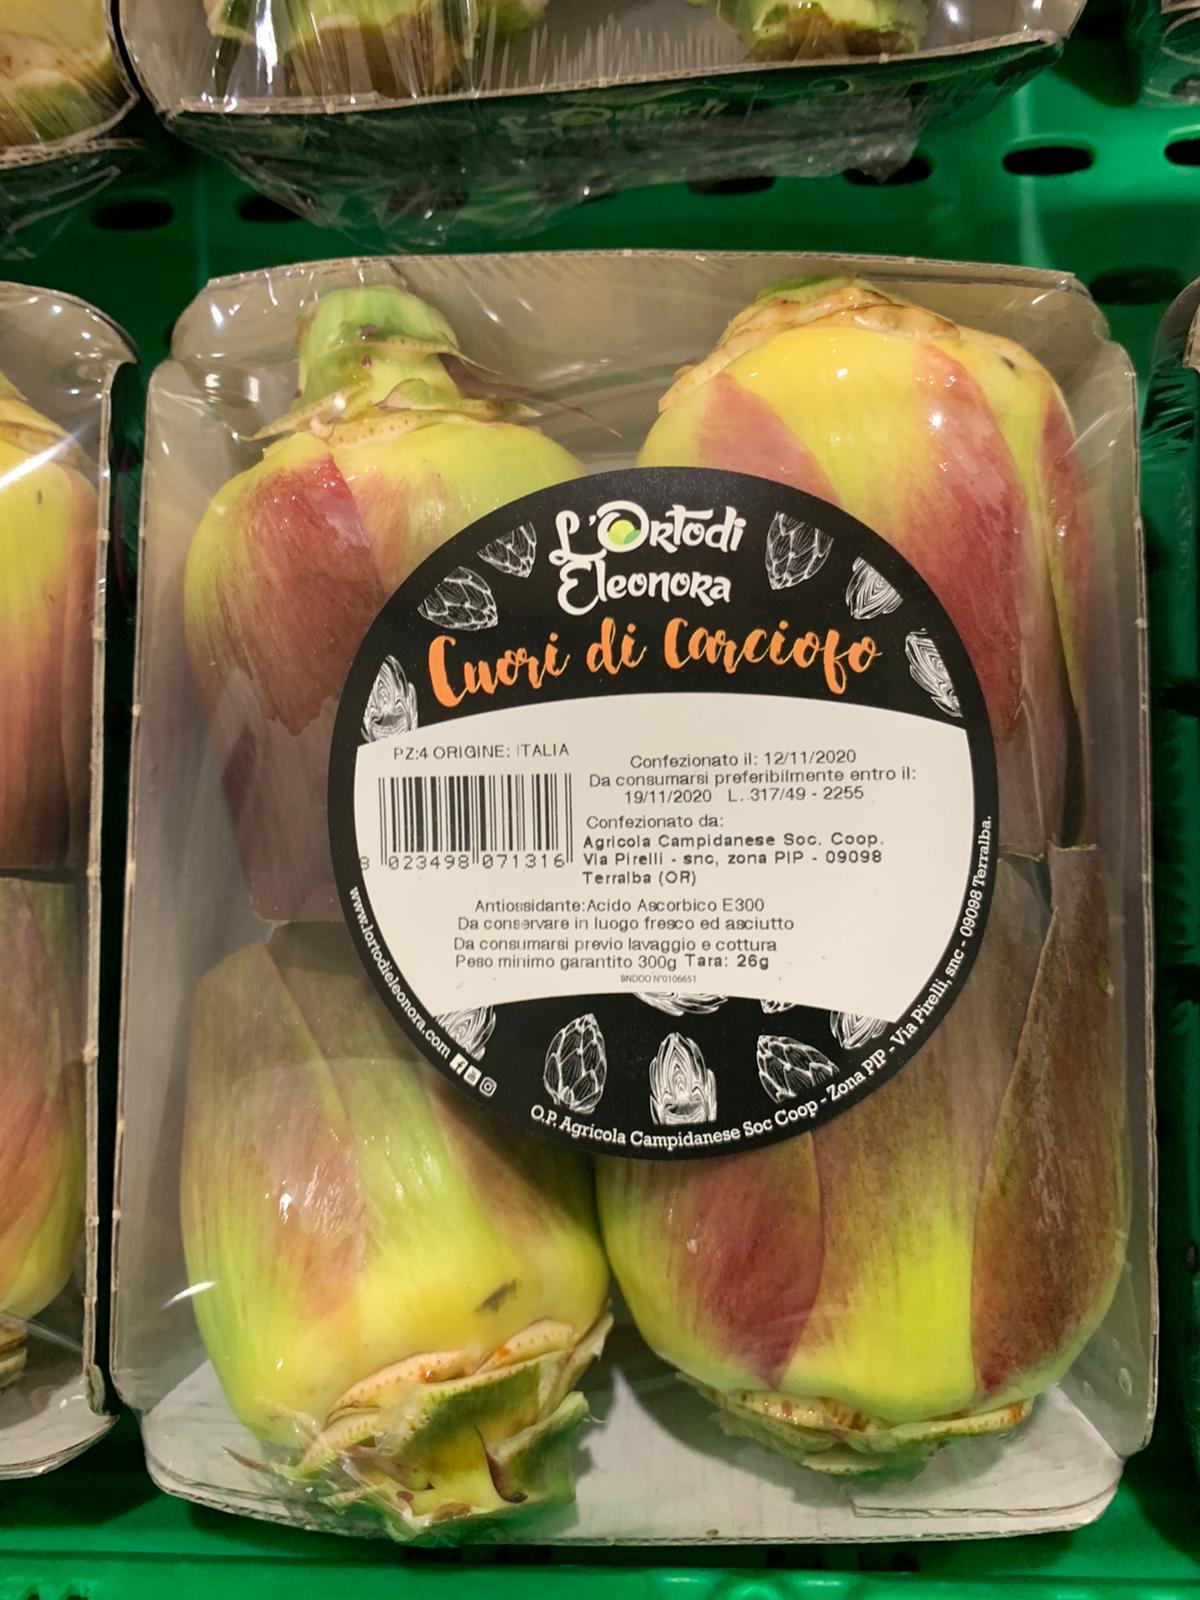 L'Ortodi
Eleonora
Cuori di Carciofo
PZ:4 ORIGINE: ITALIA
8 023498 071316
Confezionato il: 12/11/2020
Da consumarsi preferibilmente entro il:
19/11/2020 L..317/49 - 2255
Confezionato da:
Agricola Campidanese Soc. Coop.
Via Pirelli - snc, zona PIP - 09098
Terralba (OR)
Antiossidante:Acido Ascorbico E300
Da conservare in luogo fresco ed asciutto
Da consumarsi previo lavaggio e cottura
Peso minimo garantito 300g Tara: 26g
BNDOO N°0106651
www.lortodieleonora.com
O.P. Agricola Campidanese Soc Coop - Zona PIP - Via Pirelli, snc - 09098 Terralba.